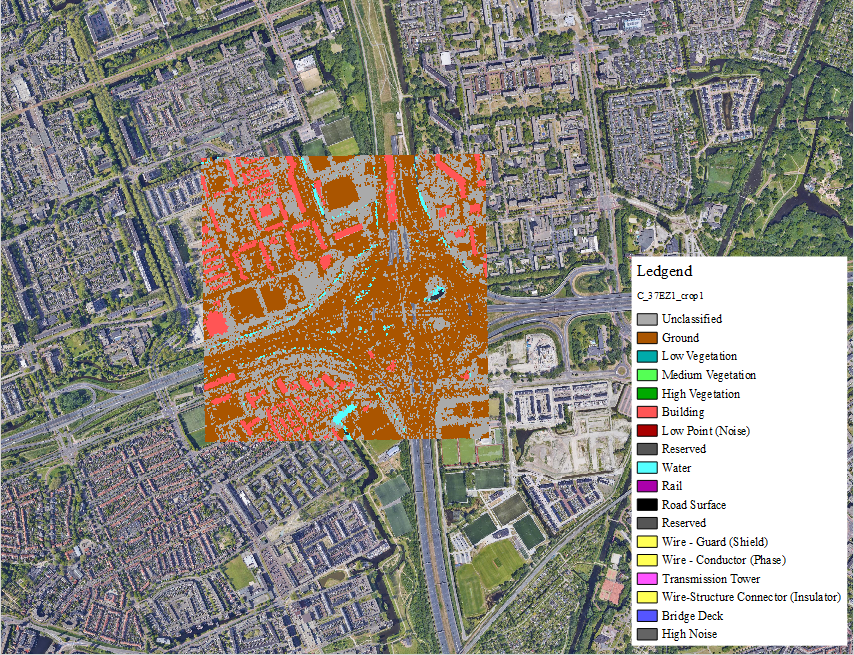 Ledgend
C_37EZ1_crop1
Unclassified
Ground
Low Vegetation
Medium Vegetation
High Vegetation
Building
Low Point (Noise)
Reserved
Water
Rail
Road Surface
Reserved
Wire - Guard (Shield)
Wire - Conductor (Phase)
Transmission Tower
Wire-Structure Connector (Insulator)
Bridge Deck
High Noise